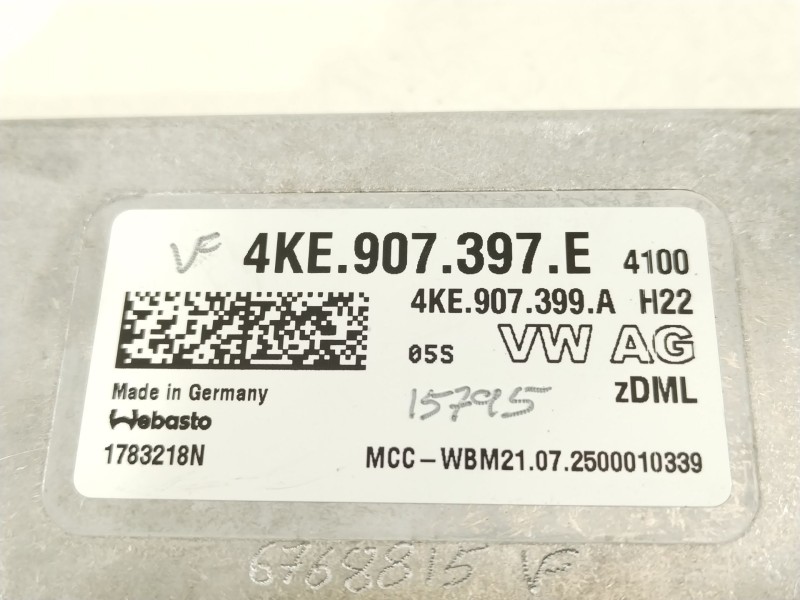 VF 4KE.907.397.E 4100
4KE.907.399.A H22
05S VW AG
Made in Germany 15795 zDML
Webasto
1783218N MCC-WBM21.07.2500010339
6768815 VF